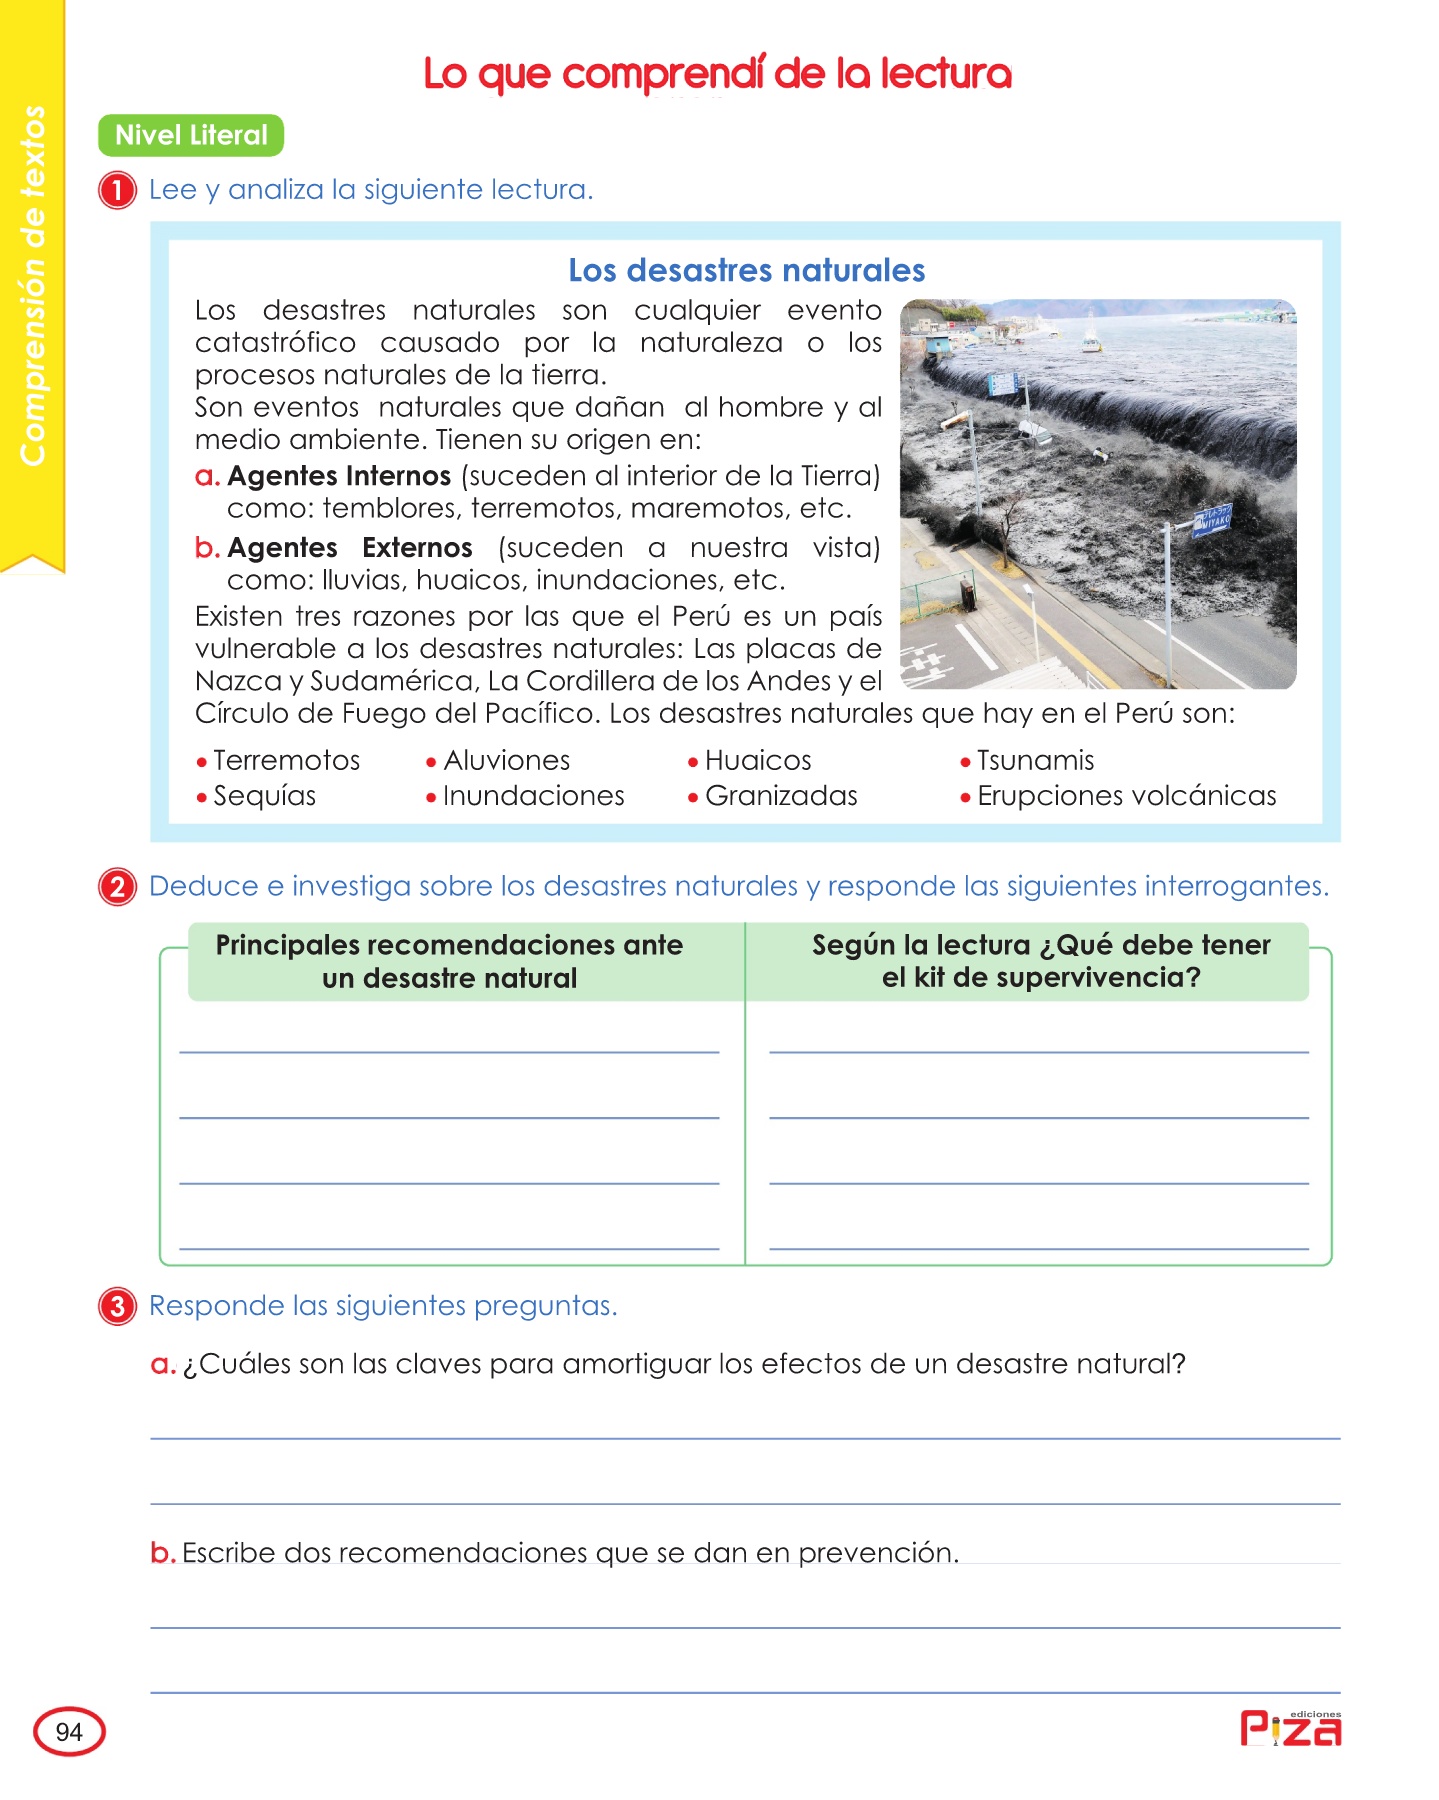 Comprensión de textos
Lo que comprendí de la lectura
Nivel Literal
1 Lee y analiza la siguiente lectura.
Los desastres naturales
Los desastres naturales son cualquier evento
catastrófico causado por la naturaleza o los
procesos naturales de la tierra.
Son eventos naturales que dañan al hombre y al
medio ambiente. Tienen su origen en:
a. Agentes Internos (suceden al interior de la Tierra)
como: temblores, terremotos, maremotos, etc.
b. Agentes Externos (suceden a nuestra vista)
como: lluvias, huaicos, inundaciones, etc.
Existen tres razones por las que el Perú es un país
vulnerable a los desastres naturales: Las placas de
Nazca y Sudamérica, La Cordillera de los Andes y el
Círculo de Fuego del Pacífico. Los desastres naturales que hay en el Perú son:
• Terremotos • Aluviones • Huaicos • Tsunamis
• Sequías • Inundaciones • Granizadas • Erupciones volcánicas
MIYAKO
2 Deduce e investiga sobre los desastres naturales y responde las siguientes interrogantes.
Principales recomendaciones ante
un desastre natural
Según la lectura ¿Qué debe tener
el kit de supervivencia?
3 Responde las siguientes preguntas.
a. ¿Cuáles son las claves para amortiguar los efectos de un desastre natural?
b. Escribe dos recomendaciones que se dan en prevención.
94
ediciones
Piza